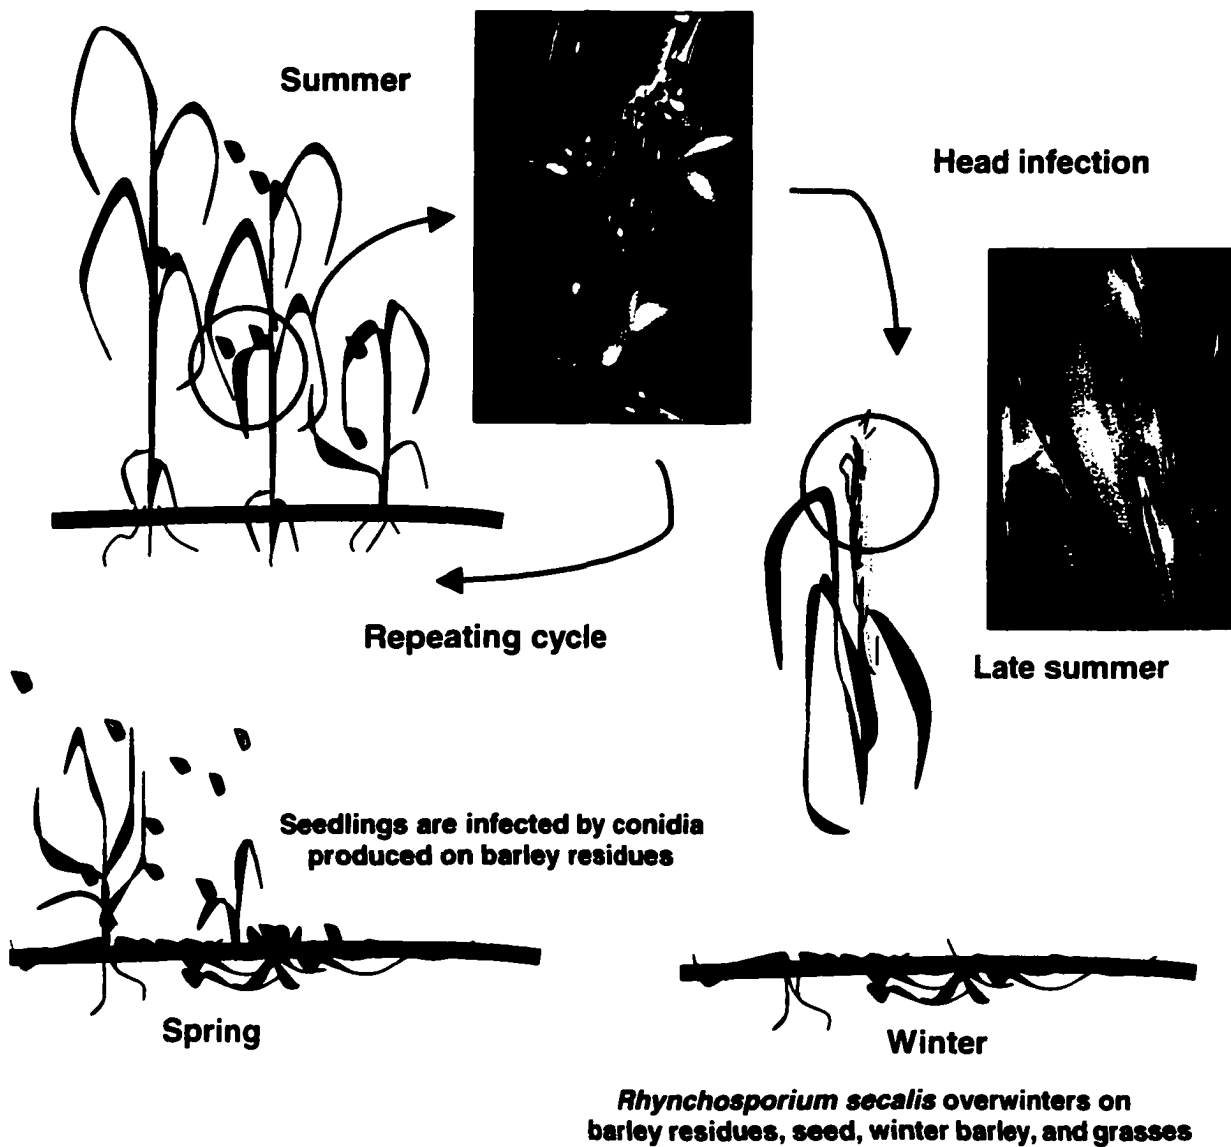 Summer
Head infection
Repeating cycle
Late summer
Seedlings are infected by conidia
produced on barley residues
Spring
Winter
Rhynchosporium secalis overwinters on
barley residues, seed, winter barley, and grasses